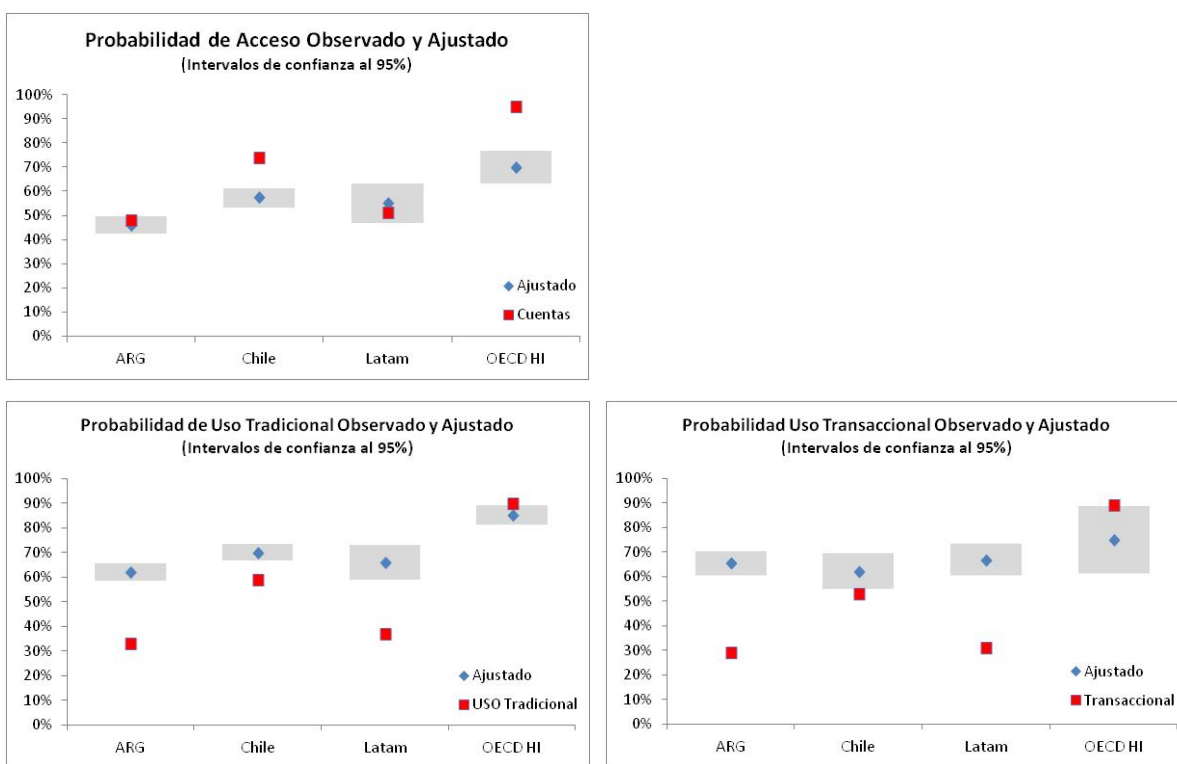 Probabilidad de Acceso Observado y Ajustado
(Intervalos de confianza al 95%)
100%
90%
80%
70%
60%
50%
40%
30%
20%
10%
0%
Ajustado
Cuentas
ARG Chile Latam OECD HI
Probabilidad de Uso Tradicional Observado y Ajustado
(Intervalos de confianza al 95%)
100%
90%
80%
70%
60%
50%
40%
30%
20%
10%
0%
Ajustado
USO Tradicional
ARG Chile Latam OECD HI
Probabilidad Uso Transaccional Observado y Ajustado
(Intervalos de confianza al 95%)
100%
90%
80%
70%
60%
50%
40%
30%
20%
10%
0%
Ajustado
Transaccional
ARG Chile Latam OECD HI